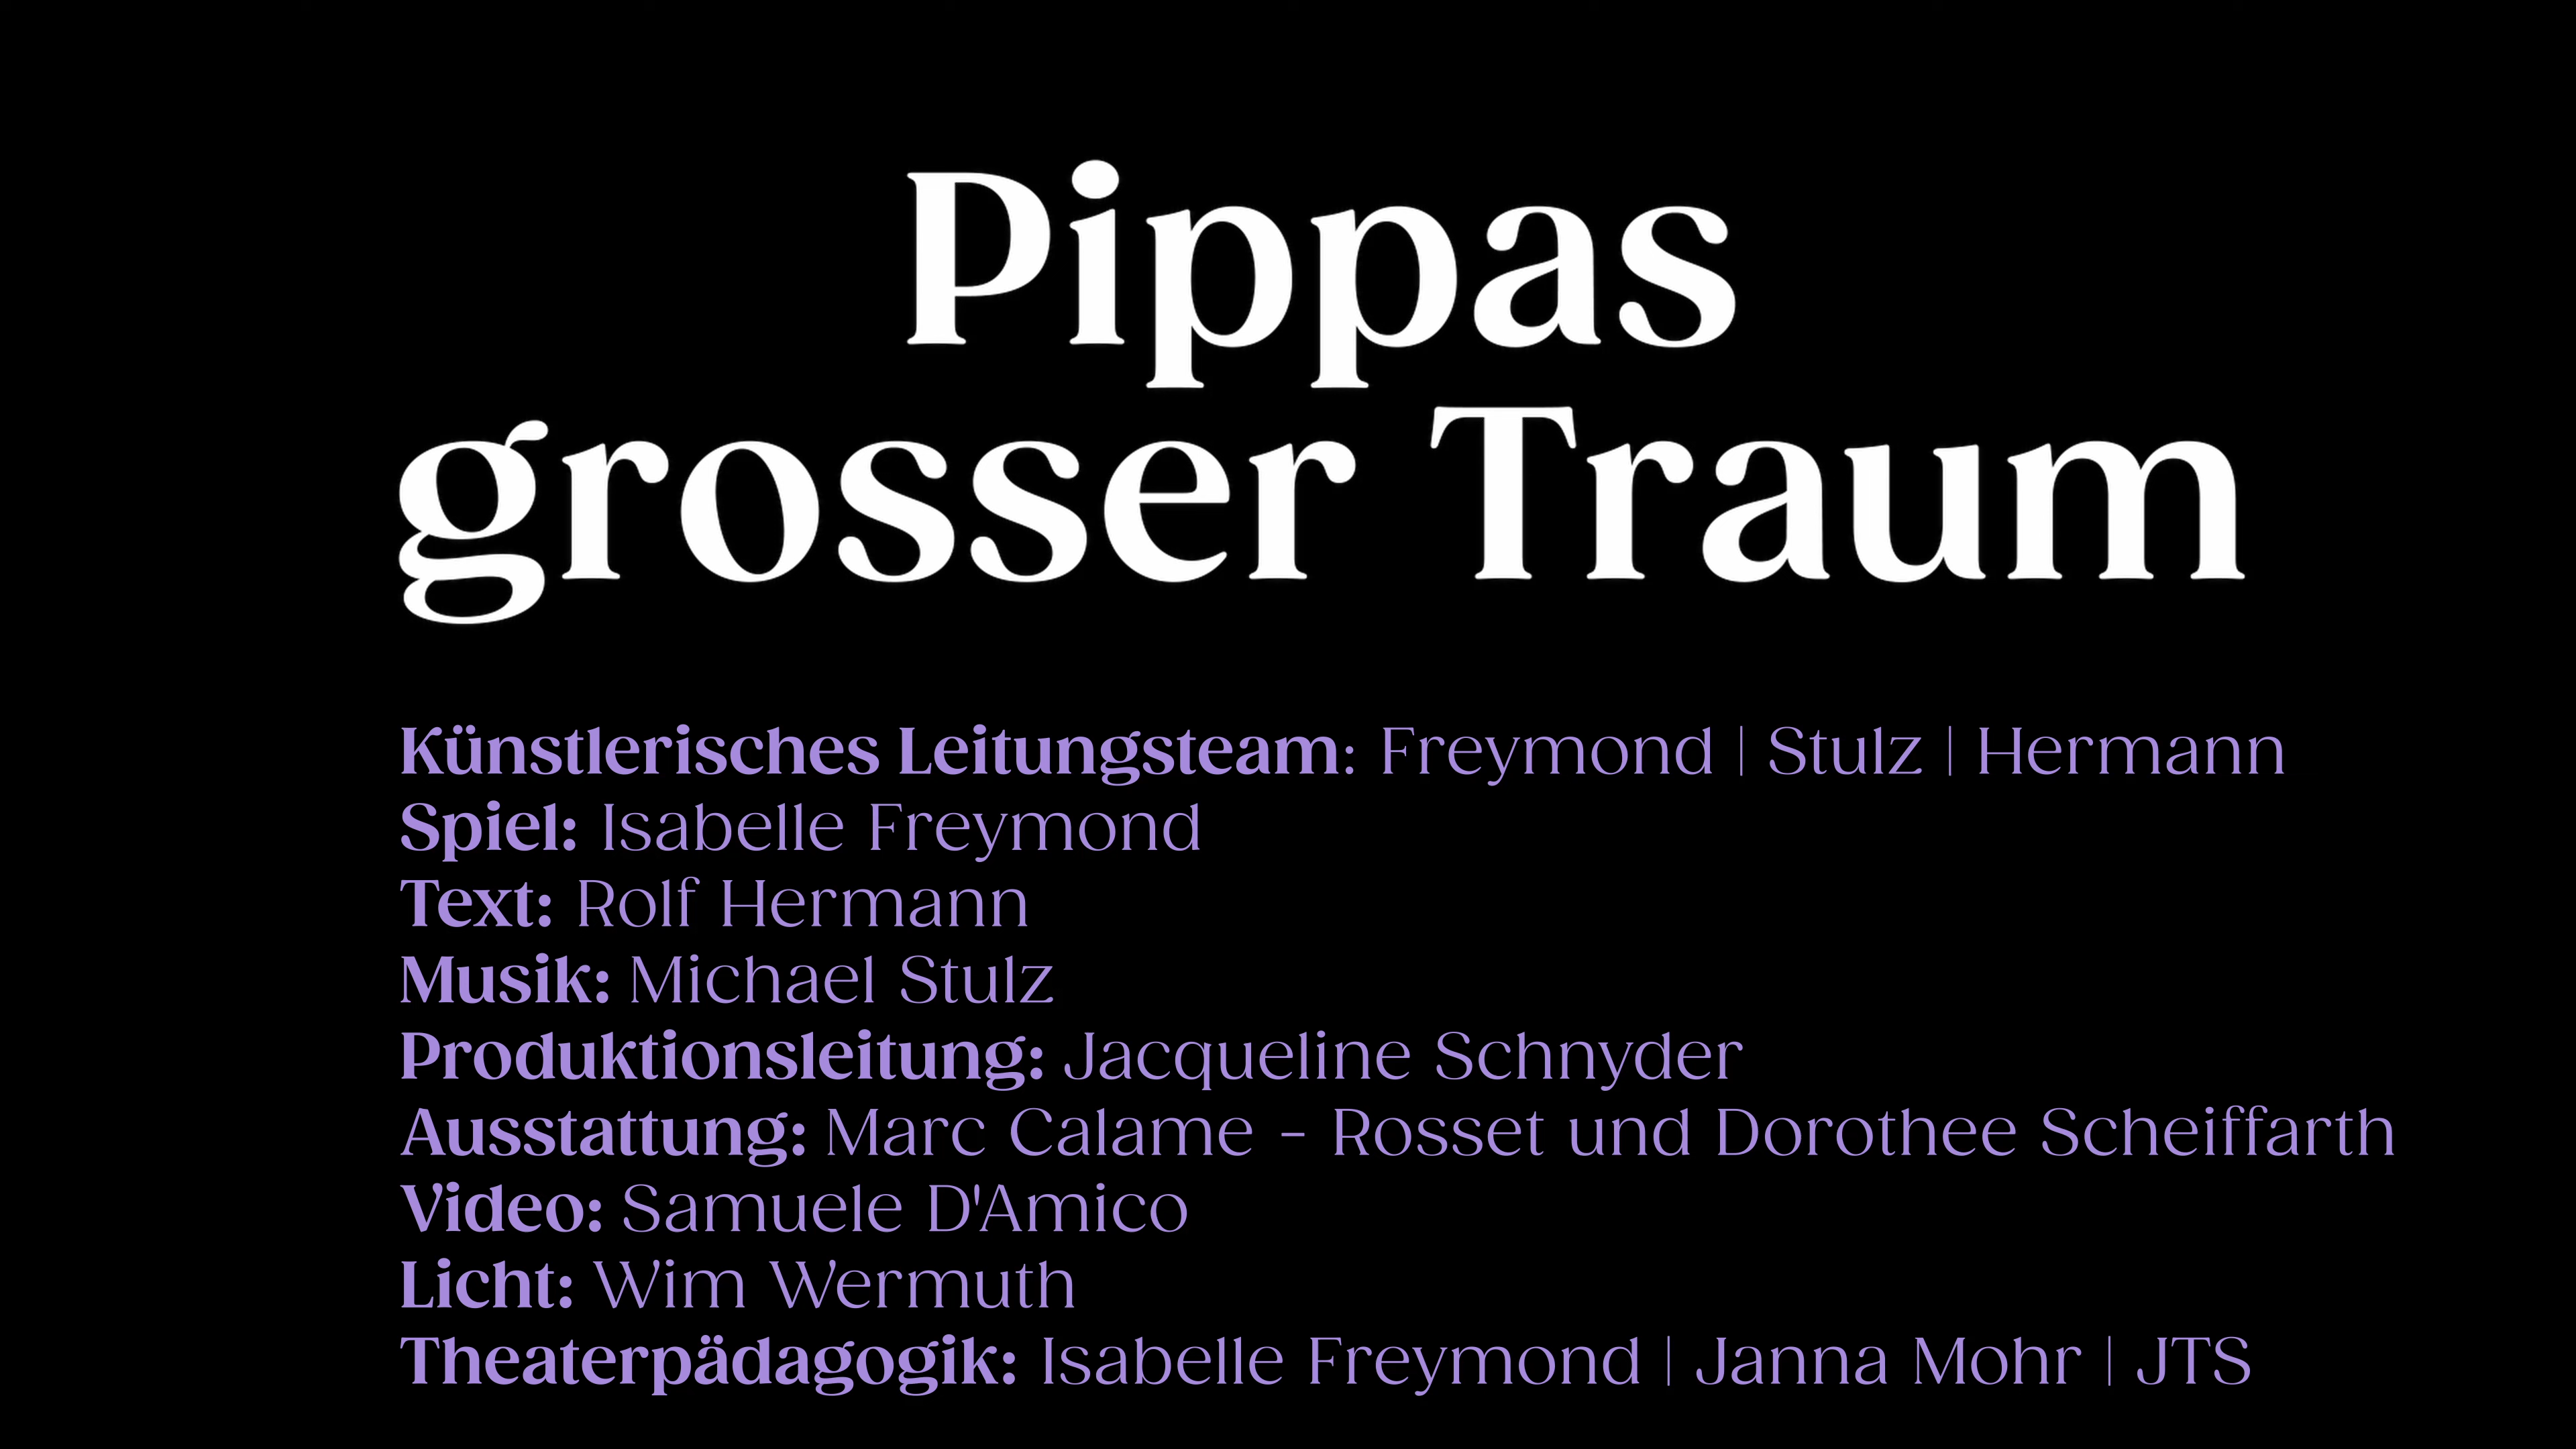 Pippas
grosser Traum
Künstlerisches Leitungsteam: Freymond | Stulz | Hermann
Spiel: Isabelle Freymond
Text: Rolf Hermann
Musik: Michael Stulz
Produktionsleitung: Jacqueline Schnyder
Ausstattung: Marc Calame - Rosset und Dorothee Scheiffarth
Video: Samuele D'Amico
Licht: Wim Wermuth
Theaterpädagogik: Isabelle Freymond | Janna Mohr | JTS